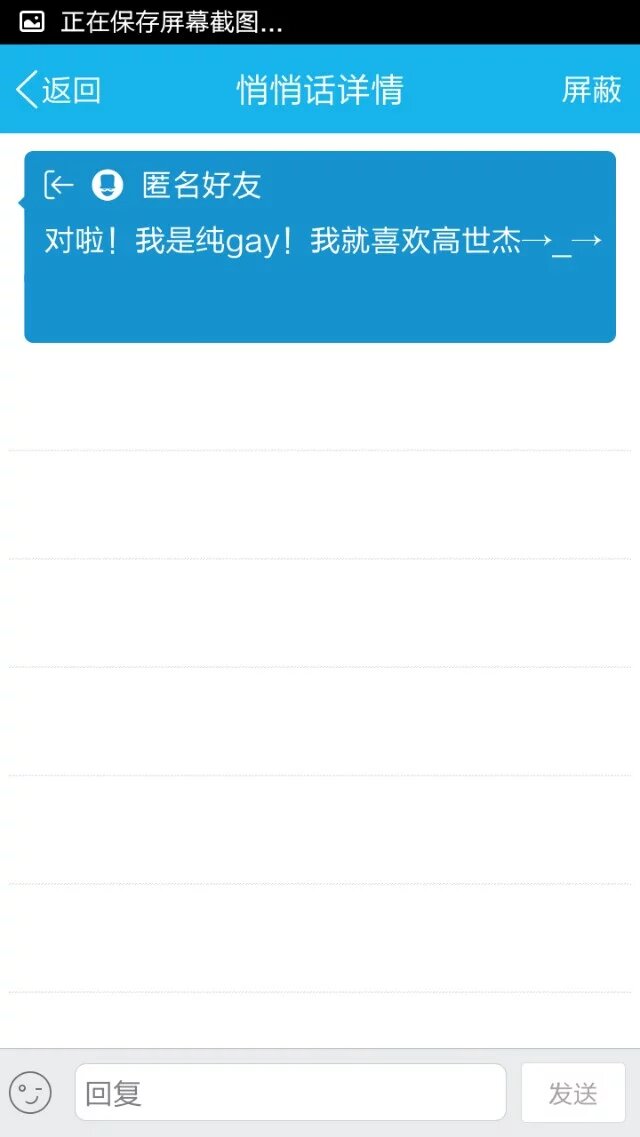 正在保存屏幕截图...
返回
悄悄话详情
屏蔽
匿名好友
对啦！我是纯gay！我就喜欢高世杰→_→
回复
发送